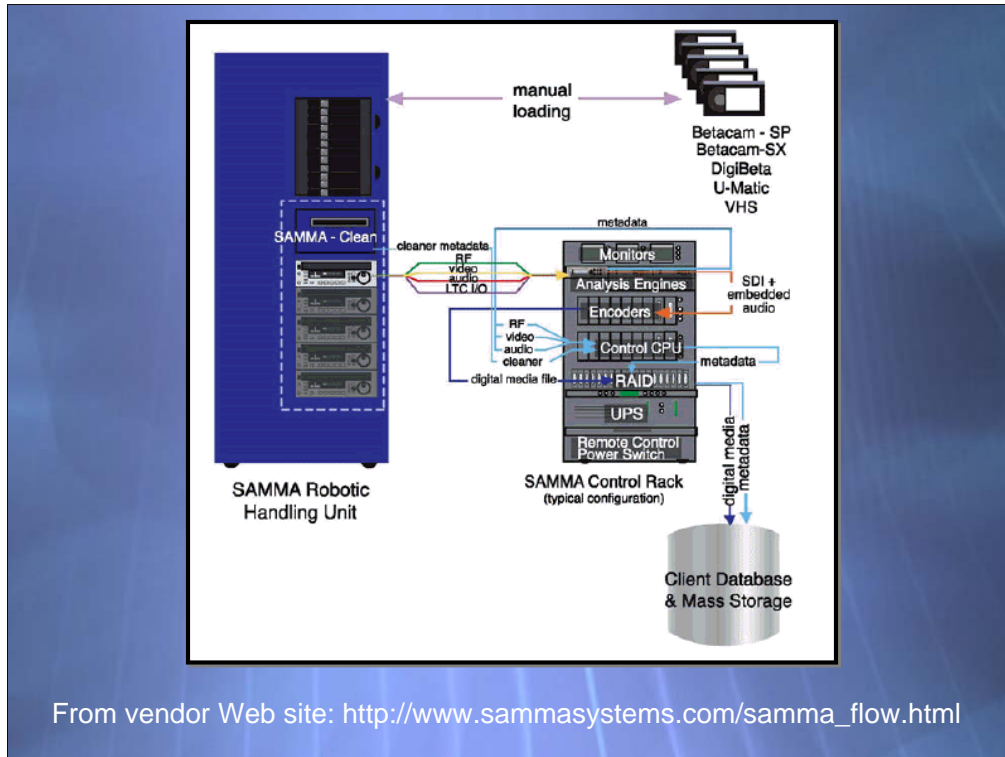 manual
loading
Betacam - SP
Betacam-SX
DigiBeta
U-Matic
VHS
SAMMA - Clean
cleaner metadata
RF
video
audio
LTC I/O
metadata
Monitors
Analysis Engines
SDI +
embedded
audio
Encoders
RF
video
audio
cleaner
Control CPU
metadata
digital media file
RAID
UPS
Remote Control
Power Switch
SAMMA Robotic
Handling Unit
SAMMA Control Rack
(typical configuration)
digital media
metadata
Client Database
& Mass Storage
From vendor Web site: http://www.sammasystems.com/samma_flow.html